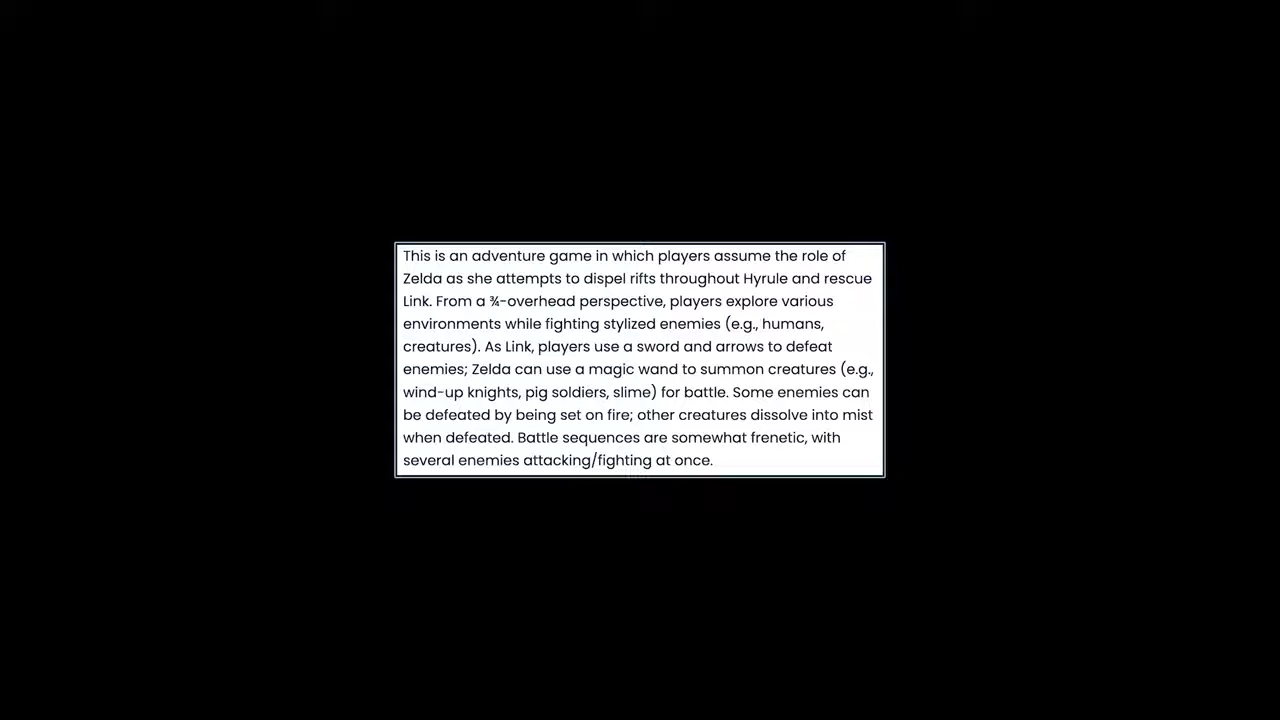 This is an adventure game in which players assume the role of
Zelda as she attempts to dispel rifts throughout Hyrule and rescue
Link. From a ¾-overhead perspective, players explore various
environments while fighting stylized enemies (e.g., humans,
creatures). As Link, players use a sword and arrows to defeat
enemies; Zelda can use a magic wand to summon creatures (e.g.,
wind-up knights, pig soldiers, slime) for battle. Some enemies can
be defeated by being set on fire; other creatures dissolve into mist
when defeated. Battle sequences are somewhat frenetic, with
several enemies attacking/fighting at once.